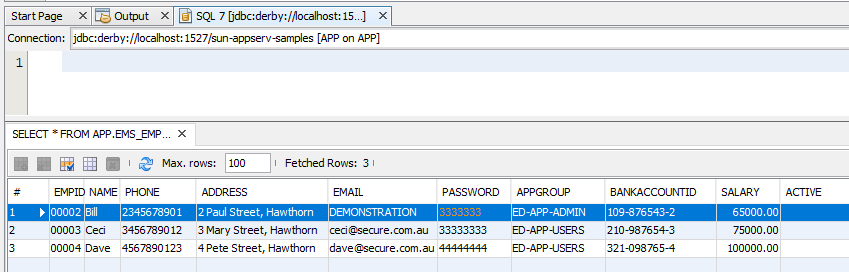 Start Page Output SQL 7 [jdbc:derby://localhost:15...]
Connection: jdbc:derby://localhost:1527/sun-appserv-samples [APP on APP]
1
SELECT * FROM APP.EMS_EMP...
Max. rows: 100 Fetched Rows: 3
# EMPID NAME PHONE ADDRESS EMAIL PASSWORD APPGROUP BANKACCOUNTID SALARY ACTIVE
1 00002 Bill 2345678901 2 Paul Street, Hawthorn DEMONSTRATION 3333333 ED-APP-ADMIN 109-876543-2 65000.00
2 00003 Ceci 3456789012 3 Mary Street, Hawthorn ceci@secure.com.au 33333333 ED-APP-USERS 210-987654-3 75000.00
3 00004 Dave 4567890123 4 Pete Street, Hawthorn dave@secure.com.au 44444444 ED-APP-USERS 321-098765-4 100000.00